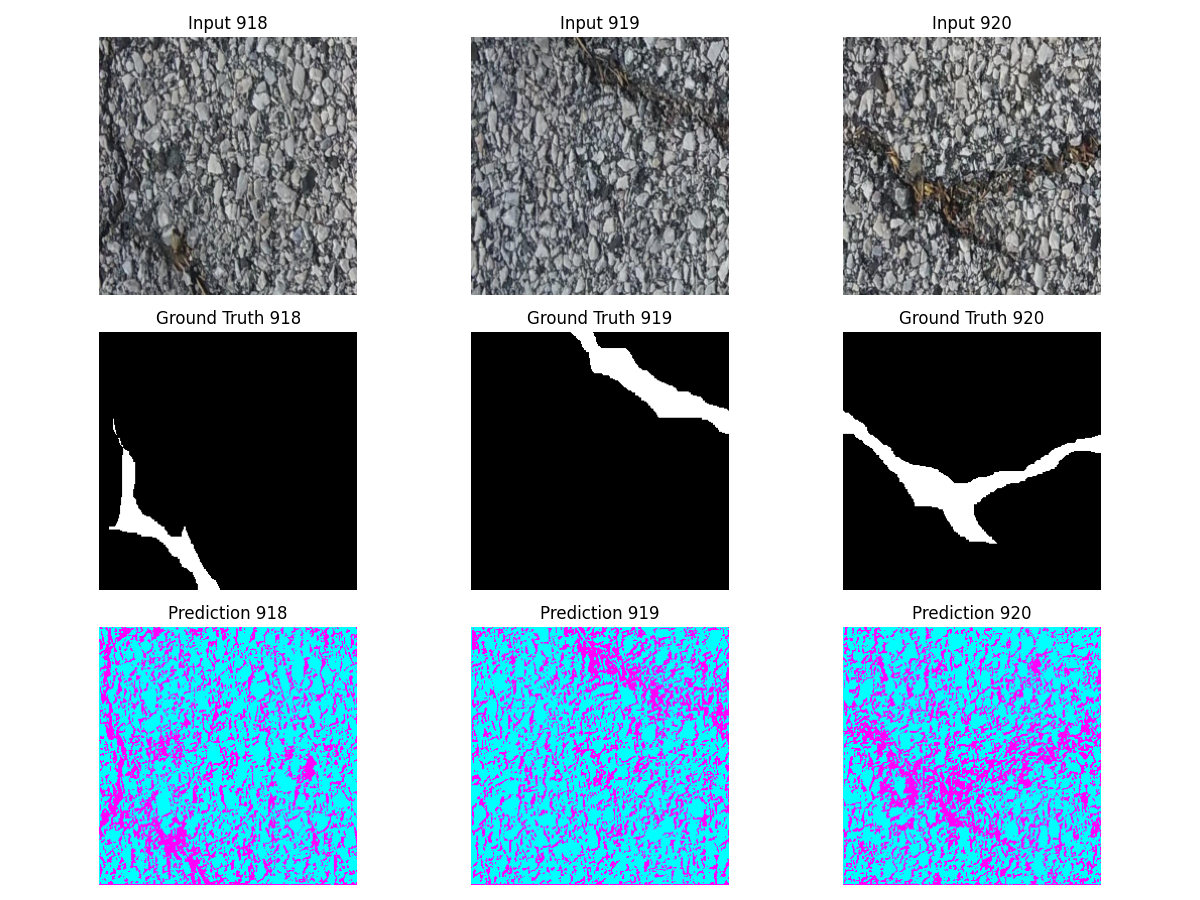 Input 918
Input 919
Input 920
Ground Truth 918
Ground Truth 919
Ground Truth 920
Prediction 918
Prediction 919
Prediction 920